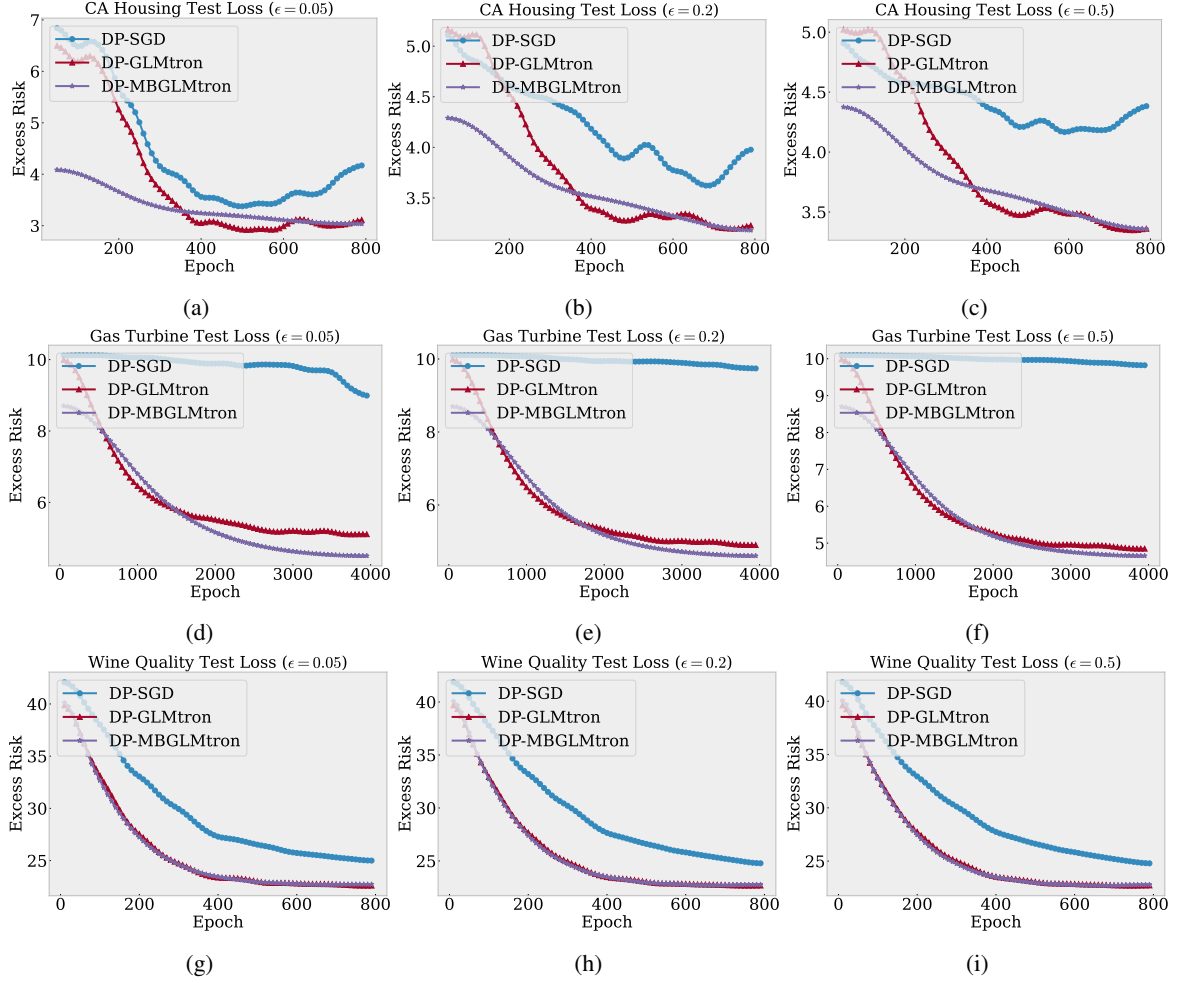 CA Housing Test Loss (ϵ = 0.05)
7
6
5
4
3
Excess Risk
DP-SGD
DP-GLMtron
DP-MBGLMtron
200
400
600
800
Epoch
(a)
CA Housing Test Loss (ϵ = 0.2)
5.0
4.5
4.0
3.5
Excess Risk
DP-SGD
DP-GLMtron
DP-MBGLMtron
200
400
600
800
Epoch
(b)
CA Housing Test Loss (ϵ = 0.5)
5.0
4.5
4.0
3.5
Excess Risk
DP-SGD
DP-GLMtron
DP-MBGLMtron
200
400
600
800
Epoch
(c)
Gas Turbine Test Loss (ϵ = 0.05)
10
8
6
Excess Risk
DP-SGD
DP-GLMtron
DP-MBGLMtron
0
1000
2000
3000
4000
Epoch
(d)
Gas Turbine Test Loss (ϵ = 0.2)
10
8
6
Excess Risk
DP-SGD
DP-GLMtron
DP-MBGLMtron
0
1000
2000
3000
4000
Epoch
(e)
Gas Turbine Test Loss (ϵ = 0.5)
10
9
8
7
6
5
Excess Risk
DP-SGD
DP-GLMtron
DP-MBGLMtron
0
1000
2000
3000
4000
Epoch
(f)
Wine Quality Test Loss (ϵ = 0.05)
40
35
30
25
Excess Risk
DP-SGD
DP-GLMtron
DP-MBGLMtron
0
200
400
600
800
Epoch
(g)
Wine Quality Test Loss (ϵ = 0.2)
40
35
30
25
Excess Risk
DP-SGD
DP-GLMtron
DP-MBGLMtron
0
200
400
600
800
Epoch
(h)
Wine Quality Test Loss (ϵ = 0.5)
40
35
30
25
Excess Risk
DP-SGD
DP-GLMtron
DP-MBGLMtron
0
200
400
600
800
Epoch
(i)